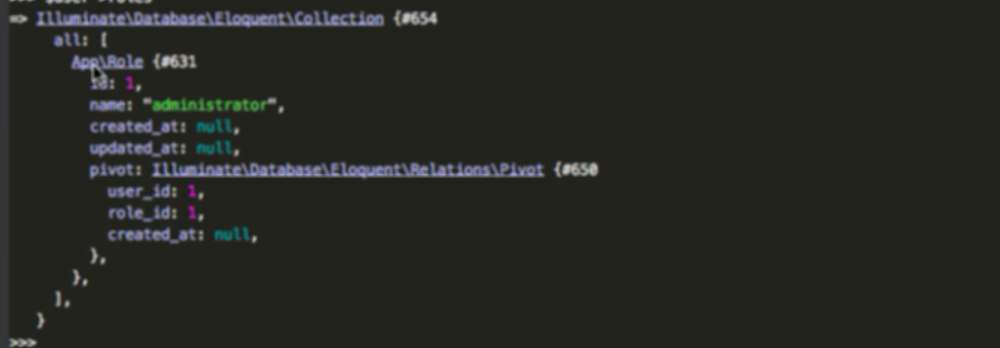 => Illuminate\Database\Eloquent\Collection {#654
all: [
App\Role {#631
id: 1,
name: "administrator",
created_at: null,
updated_at: null,
pivot: Illuminate\Database\Eloquent\Relations\Pivot {#650
user_id: 1,
role_id: 1,
created_at: null,
},
},
],
}
>>>